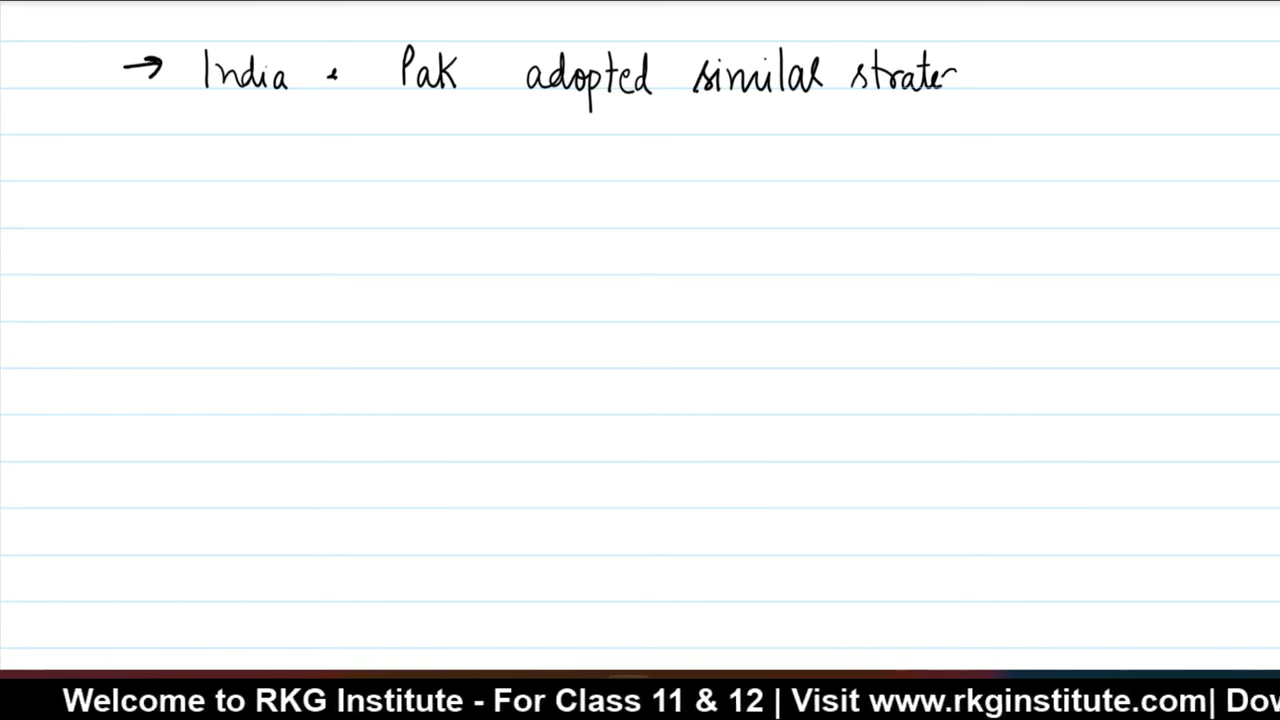 → India & Pak adopted similar strate
Welcome to RKG Institute - For Class 11 & 12 | Visit www.rkginstitute.com| Dow